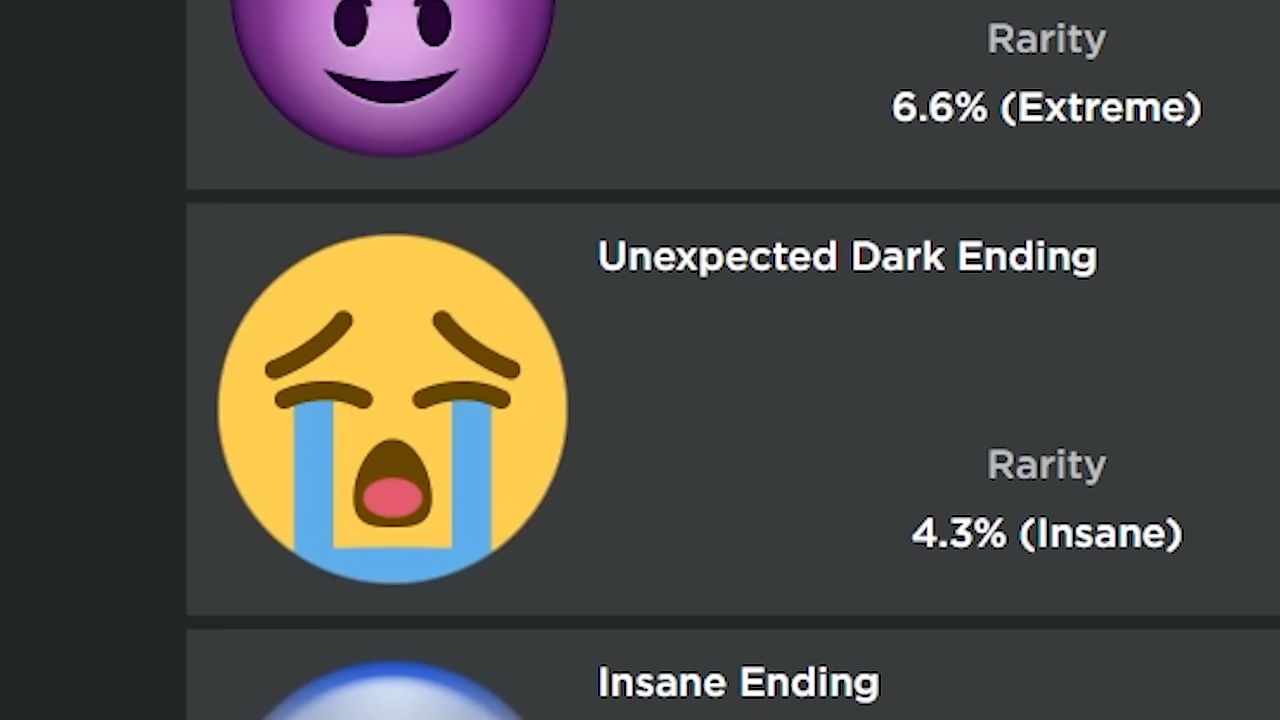 Rarity
6.6% (Extreme)
Unexpected Dark Ending
Rarity
4.3% (Insane)
Insane Ending